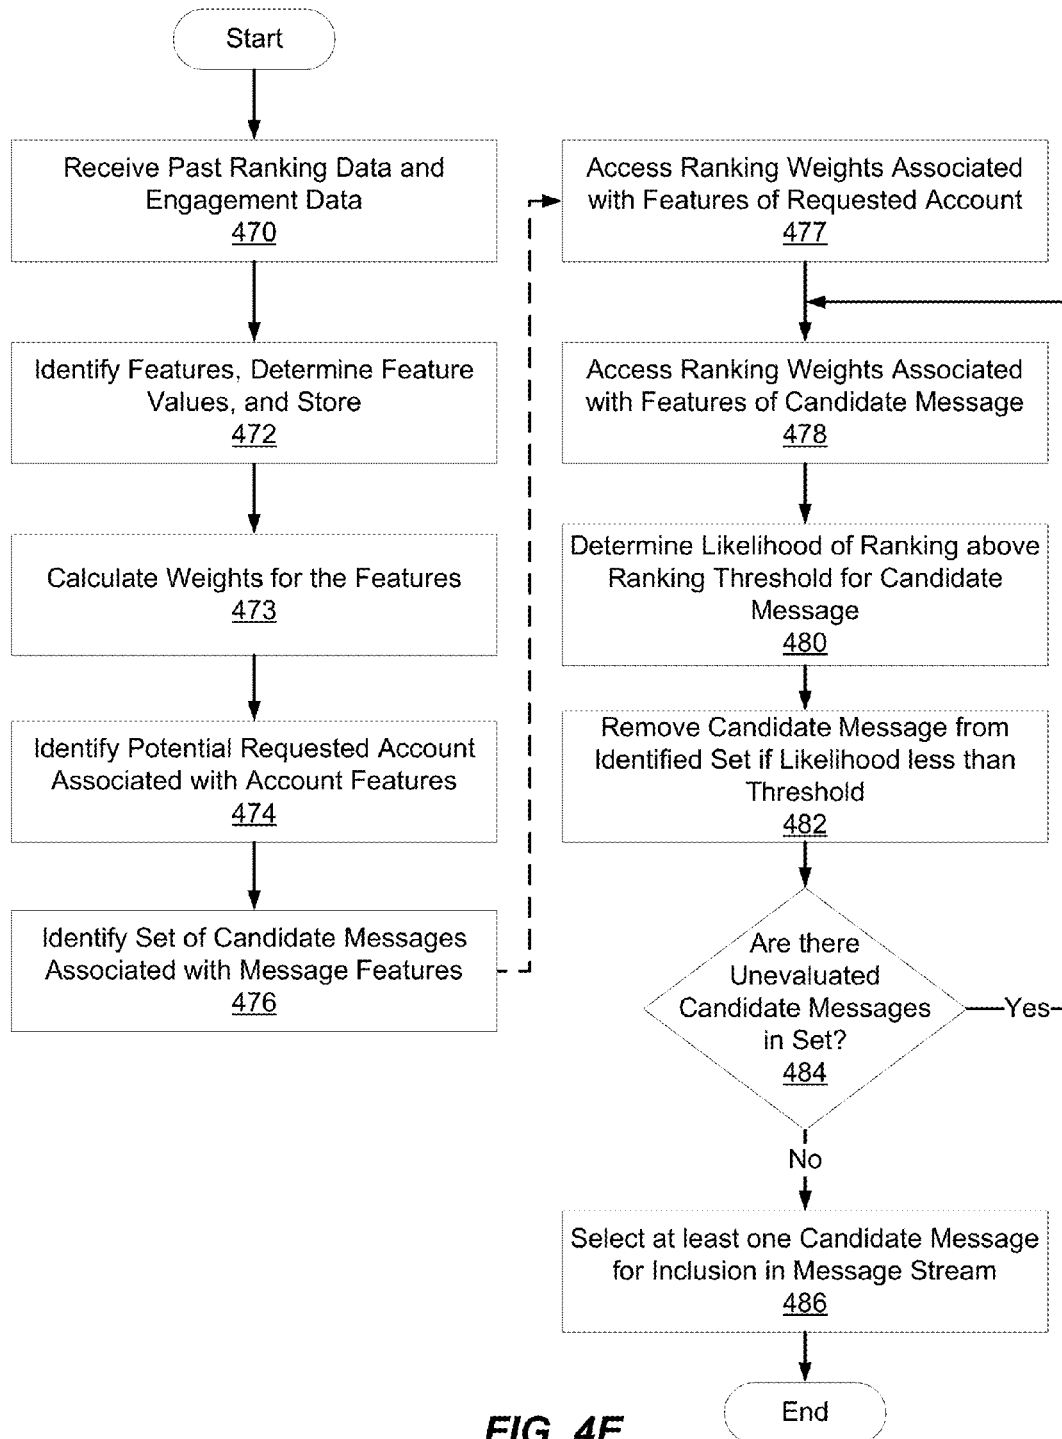 Start
Receive Past Ranking Data and
Engagement Data
470
Identify Features, Determine Feature
Values, and Store
472
Calculate Weights for the Features
473
Identify Potential Requested Account
Associated with Account Features
474
Identify Set of Candidate Messages
Associated with Message Features
476
Access Ranking Weights Associated
with Features of Requested Account
477
Access Ranking Weights Associated
with Features of Candidate Message
478
Determine Likelihood of Ranking above
Ranking Threshold for Candidate
Message
480
Remove Candidate Message from
Identified Set if Likelihood less than
Threshold
482
Are there
Unevaluated
Candidate Messages
in Set?
484
Yes
No
Select at least one Candidate Message
for Inclusion in Message Stream
486
End